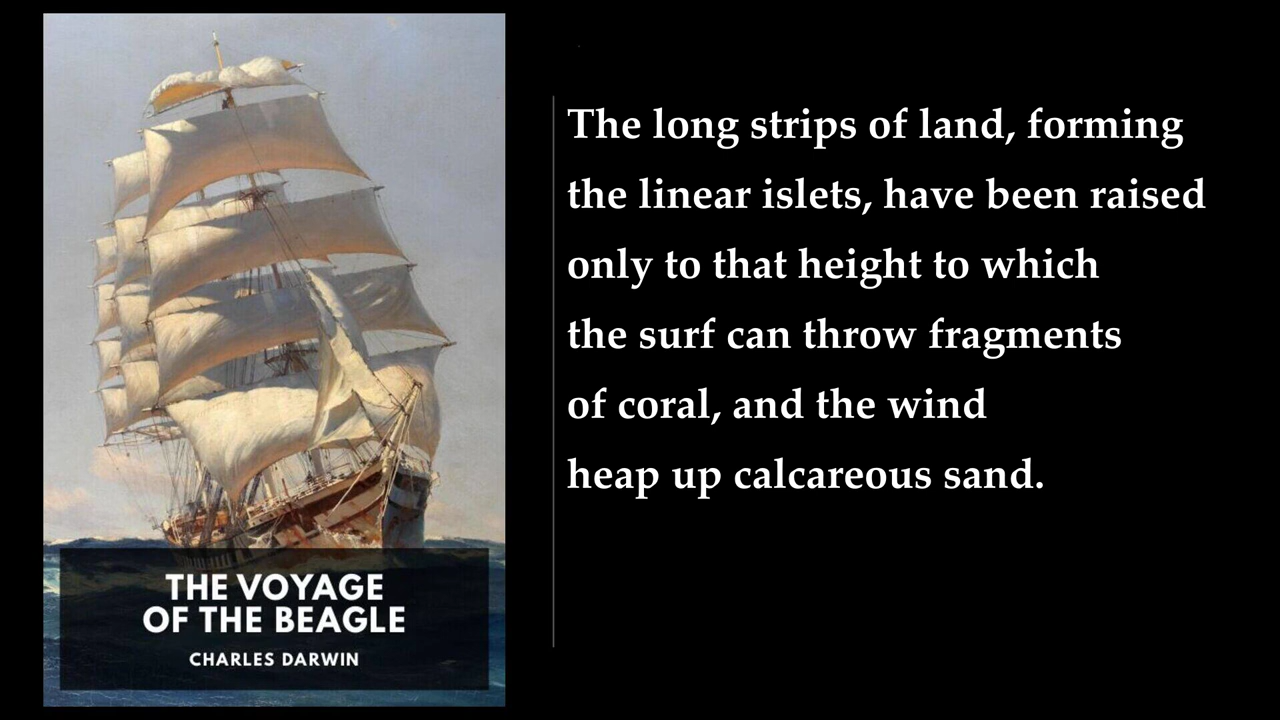 THE VOYAGE
OF THE BEAGLE
CHARLES DARWIN
The long strips of land, forming
the linear islets, have been raised
only to that height to which
the surf can throw fragments
of coral, and the wind
heap up calcareous sand.